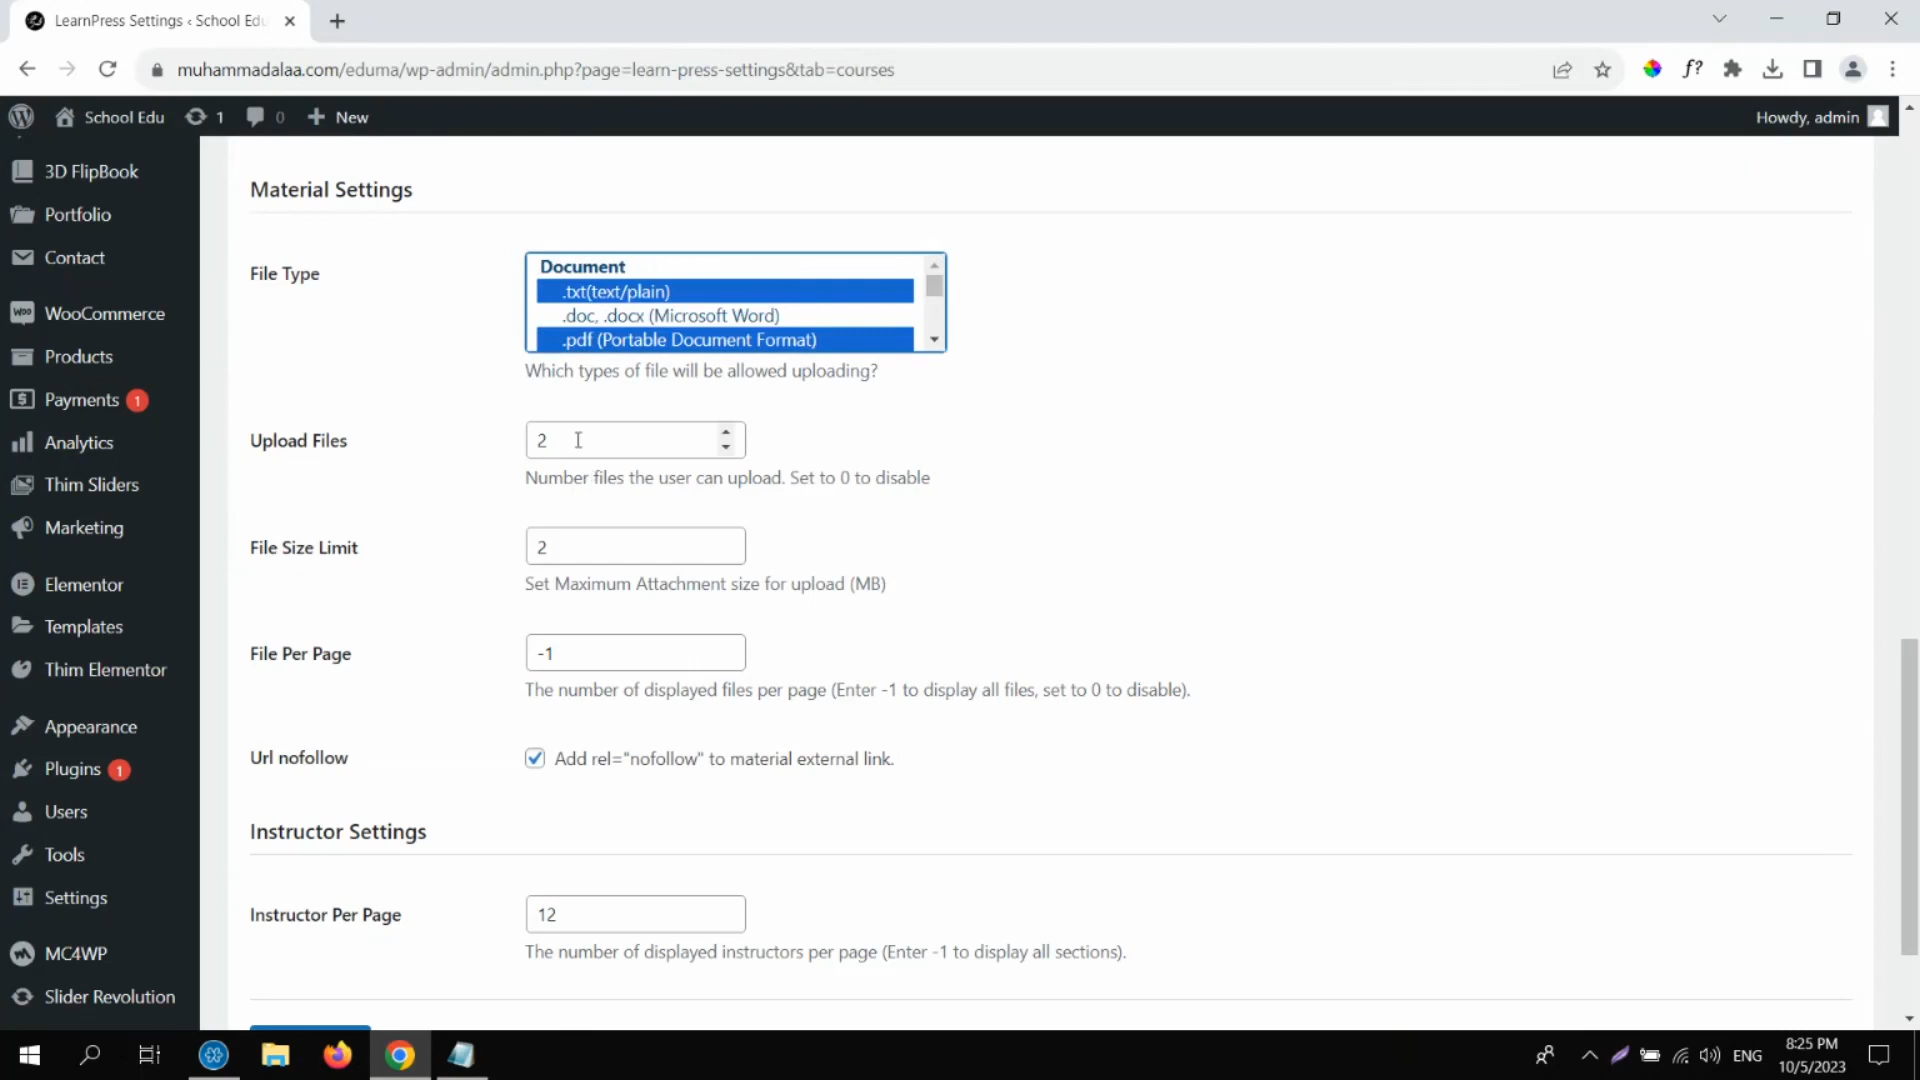 LearnPress Settings ‹ School Edu
muhammadalaa.com/eduma/wp-admin/admin.php?page=learn-press-settings&tab=courses
f?
School Edu 1 0 New Howdy, admin
3D FlipBook
Portfolio
Contact
WooCommerce
Products
Payments 1
Analytics
Thim Sliders
Marketing
Elementor
Templates
Thim Elementor
Appearance
Plugins 1
Users
Tools
Settings
MC4WP
Slider Revolution
Material Settings
File Type
Document
.txt(text/plain)
.doc, .docx (Microsoft Word)
.pdf (Portable Document Format)
Which types of file will be allowed uploading?
Upload Files
2
Number files the user can upload. Set to 0 to disable
File Size Limit
2
Set Maximum Attachment size for upload (MB)
File Per Page
-1
The number of displayed files per page (Enter -1 to display all files, set to 0 to disable).
Url nofollow
Add rel="nofollow" to material external link.
Instructor Settings
Instructor Per Page
12
The number of displayed instructors per page (Enter -1 to display all sections).
ENG
8:25 PM
10/5/2023